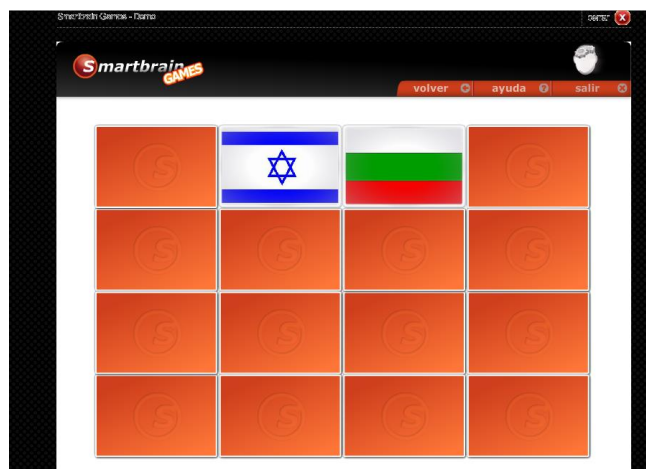 Smartbrain Games - Dama
cerrar
Smartbrain
GAMES
volver
ayuda
salir